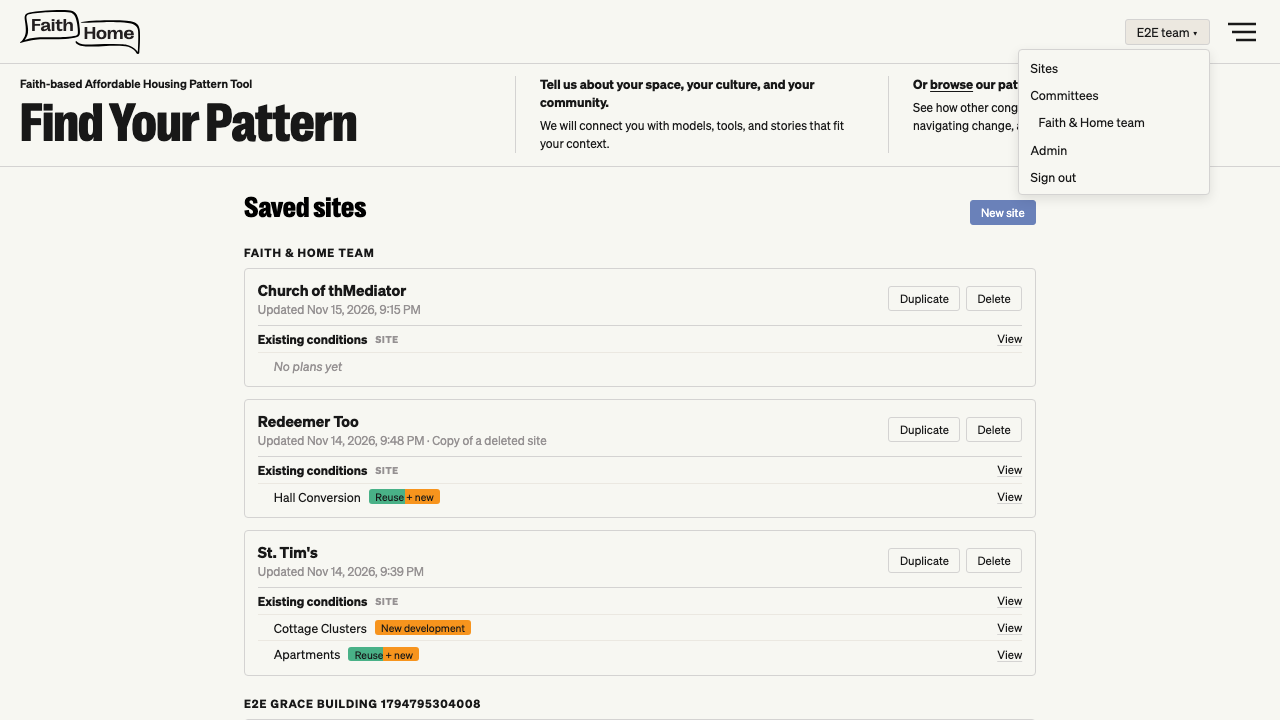 Faith
Home
E2E team ▾
Sites
Committees
Faith & Home team
Admin
Sign out
Faith-based Affordable Housing Pattern Tool
Find Your Pattern
Tell us about your space, your culture, and your
community.
We will connect you with models, tools, and stories that fit
your context.
Or browse our pat
See how other cong
navigating change,
Saved sites
New site
FAITH & HOME TEAM
Church of thMediator
Updated Nov 15, 2026, 9:15 PM
Duplicate
Delete
Existing conditions SITE
View
No plans yet
Redeemer Too
Updated Nov 14, 2026, 9:48 PM · Copy of a deleted site
Duplicate
Delete
Existing conditions SITE
View
Hall Conversion Reuse + new
View
St. Tim's
Updated Nov 14, 2026, 9:39 PM
Duplicate
Delete
Existing conditions SITE
View
Cottage Clusters New development
View
Apartments Reuse + new
View
E2E GRACE BUILDING 1794795304008